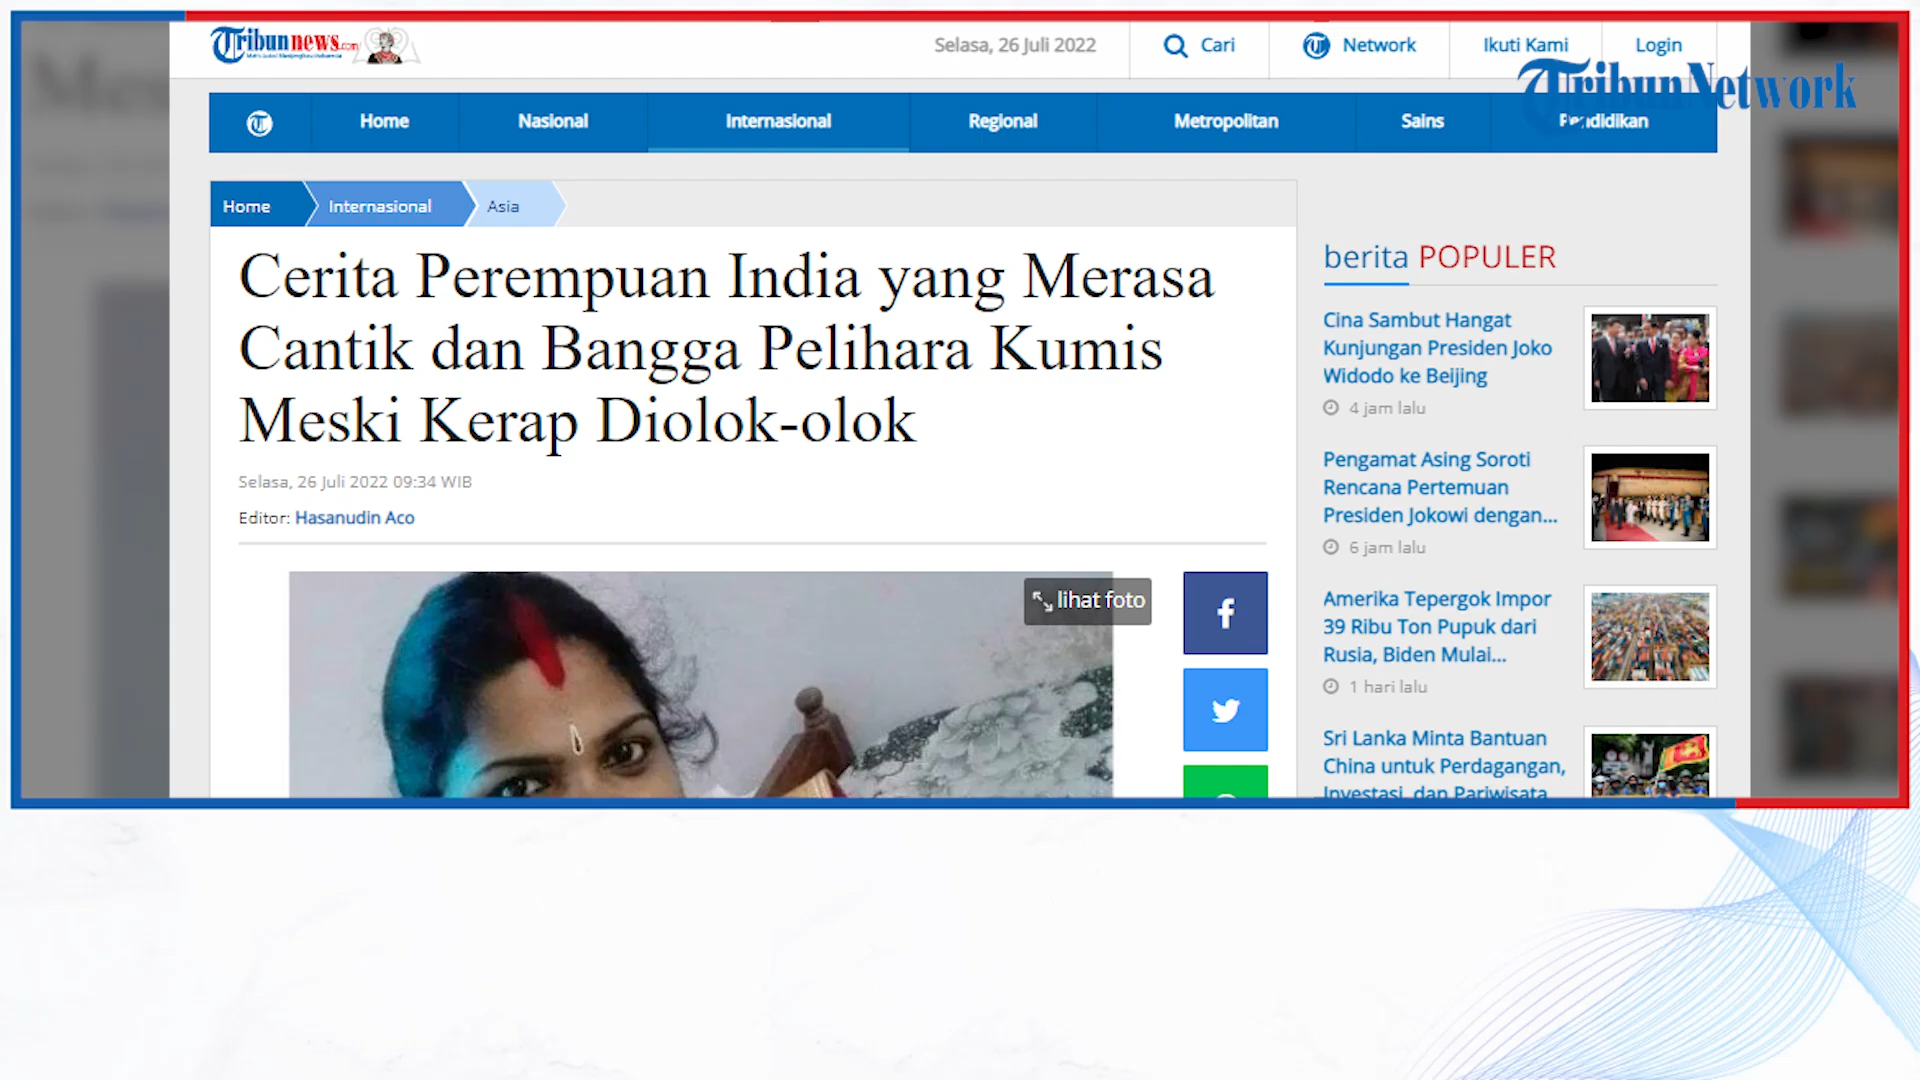 Tribunnews.com
Selasa, 26 Juli 2022
Cari
Network
Ikuti Kami
Login
TribunNetwork
Home
Nasional
Internasional
Regional
Metropolitan
Sains
Pendidikan
Home
Internasional
Asia
Cerita Perempuan India yang Merasa
Cantik dan Bangga Pelihara Kumis
Meski Kerap Diolok-olok
Selasa, 26 Juli 2022 09:34 WIB
Editor: Hasanudin Aco
lihat foto
berita POPULER
Cina Sambut Hangat
Kunjungan Presiden Joko
Widodo ke Beijing
4 jam lalu
Pengamat Asing Soroti
Rencana Pertemuan
Presiden Jokowi dengan...
6 jam lalu
Amerika Tepergok Impor
39 Ribu Ton Pupuk dari
Rusia, Biden Mulai...
1 hari lalu
Sri Lanka Minta Bantuan
China untuk Perdagangan,
Investasi, dan Pariwisata